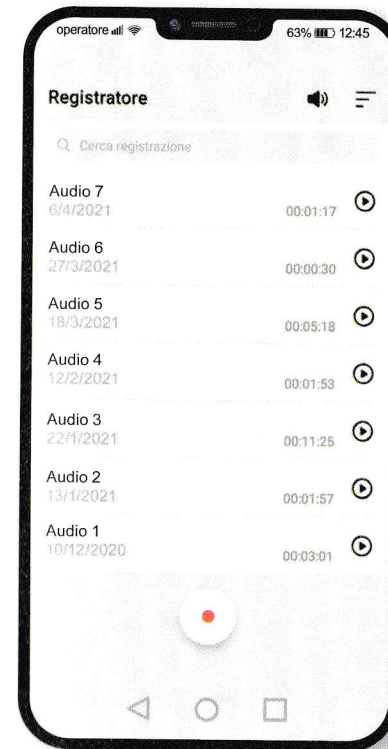 operatore 63% 12:45
Registratore
Cerca registrazione
Audio 7
6/4/2021 00:01:17
Audio 6
27/3/2021 00:00:30
Audio 5
18/3/2021 00:05:18
Audio 4
12/2/2021 00:01:53
Audio 3
22/1/2021 00:11:25
Audio 2
13/1/2021 00:01:57
Audio 1
10/12/2020 00:03:01